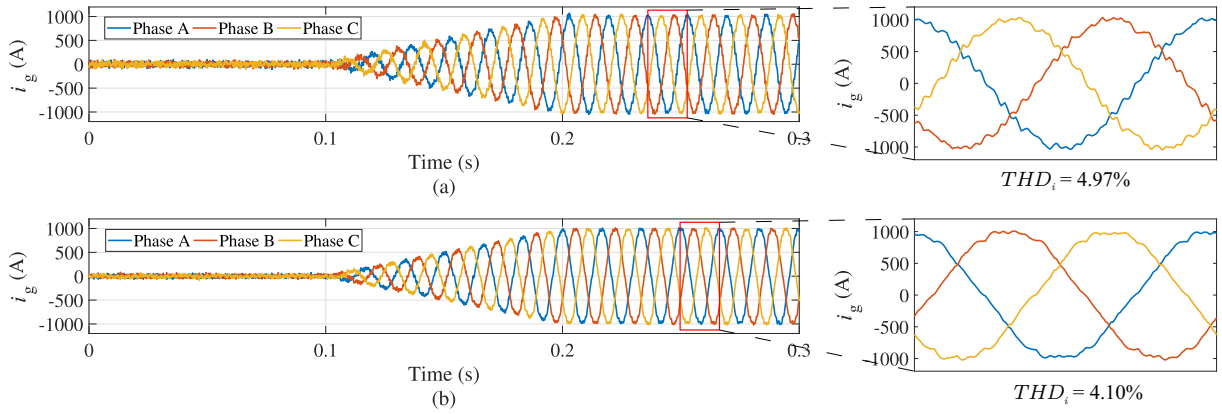 1000
500
0
-500
-1000
i_g (A)
Phase A Phase B Phase C
0 0.1 0.2 0.3
Time (s)
(a)
1000
500
0
-500
-1000
i_g (A)
THD_i = 4.97%
1000
500
0
-500
-1000
i_g (A)
Phase A Phase B Phase C
0 0.1 0.2 0.3
Time (s)
(b)
1000
500
0
-500
-1000
i_g (A)
THD_i = 4.10%